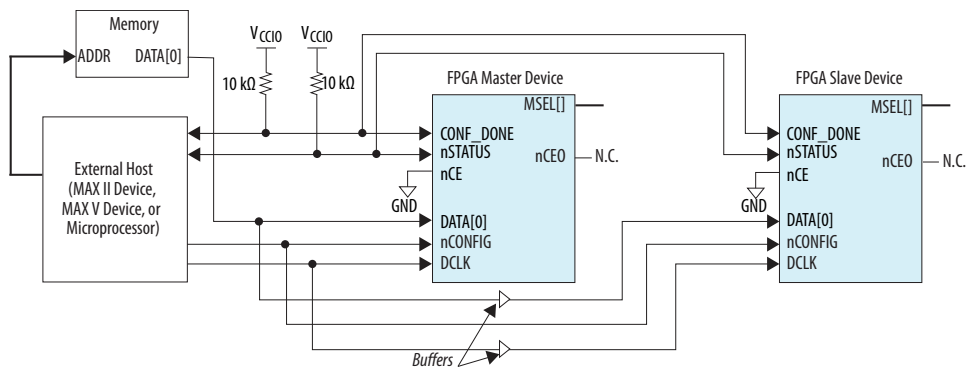 Memory
ADDR DATA[0]
VCCIO VCCIO
10 kΩ 10 kΩ
External Host
(MAX II Device,
MAX V Device, or
Microprocessor)
FPGA Master Device
MSEL[]
CONF_DONE
nSTATUS
nCE
nCEO N.C.
GND
DATA[0]
nCONFIG
DCLK
FPGA Slave Device
MSEL[]
CONF_DONE
nSTATUS
nCE
nCEO N.C.
GND
DATA[0]
nCONFIG
DCLK
Buffers